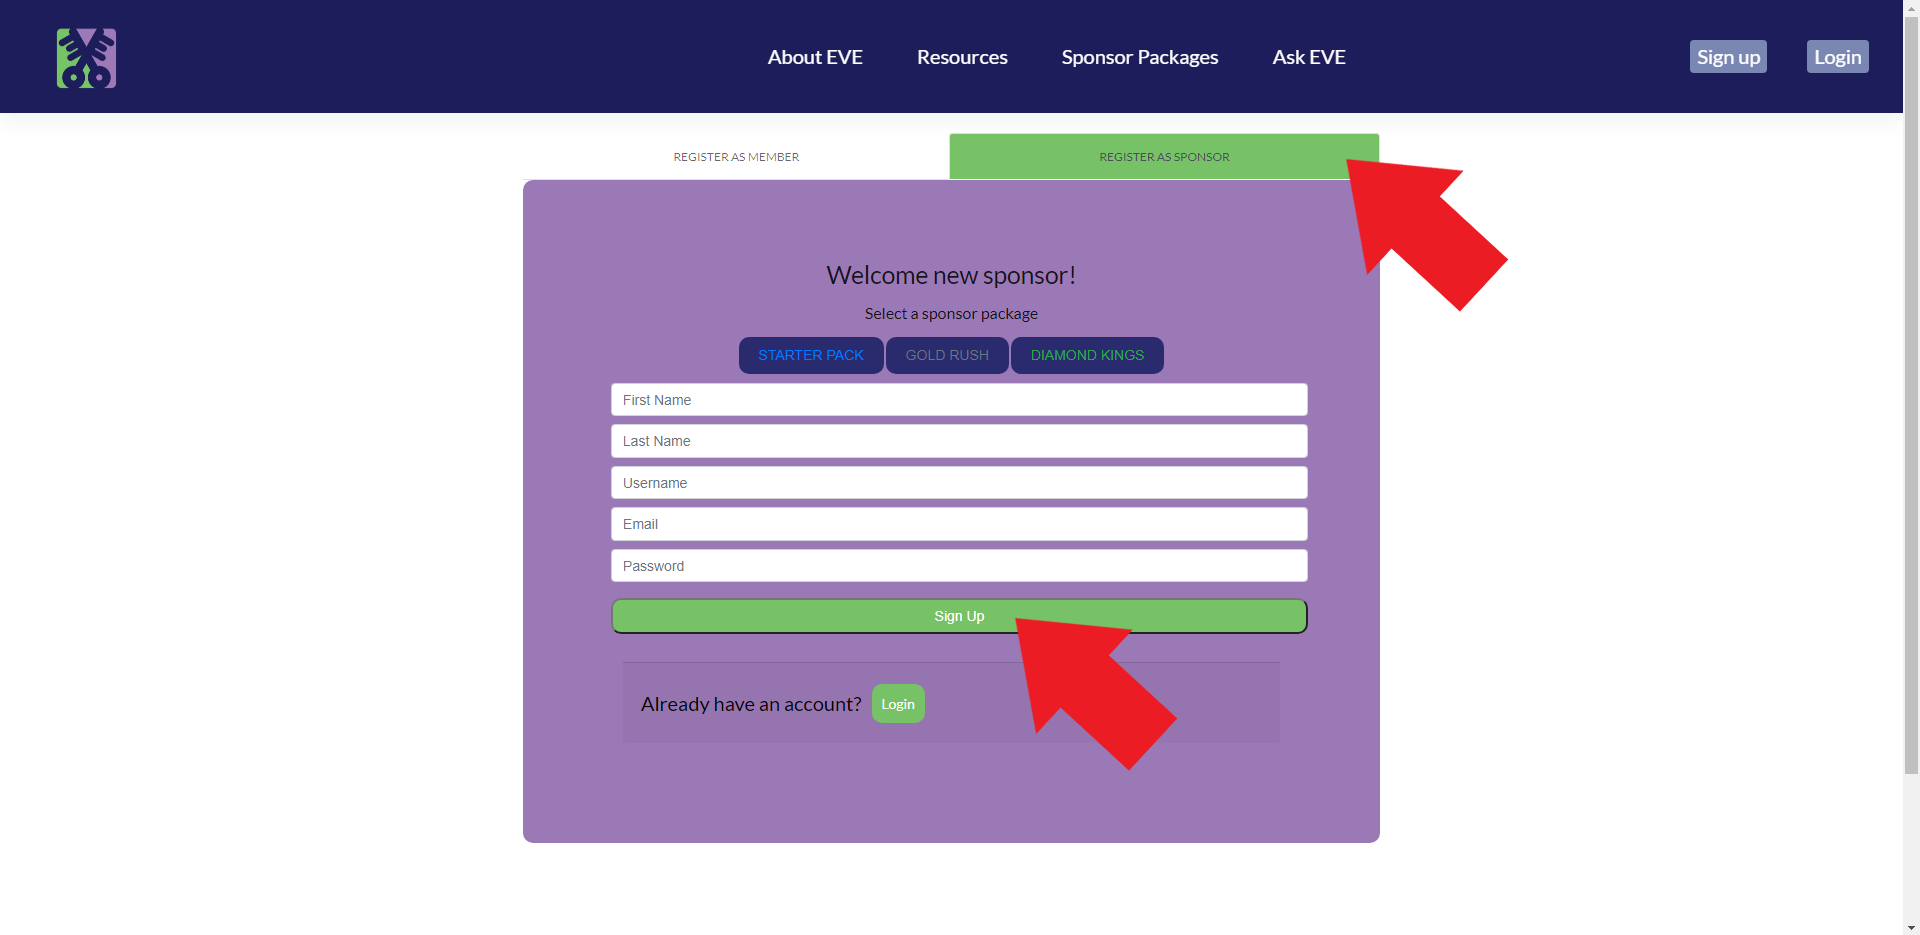 About EVE
Resources
Sponsor Packages
Ask EVE
Sign up
Login
REGISTER AS MEMBER
REGISTER AS SPONSOR
Welcome new sponsor!
Select a sponsor package
STARTER PACK
GOLD RUSH
DIAMOND KINGS
First Name
Last Name
Username
Email
Password
Sign Up
Already have an account?
Login